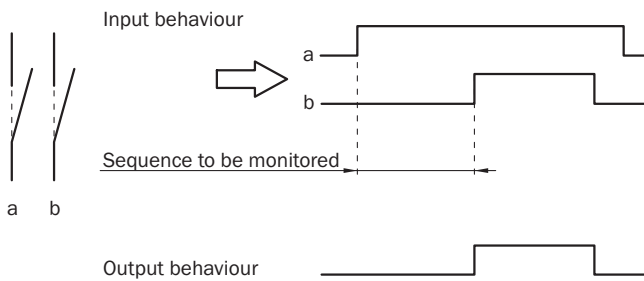 Input behaviour
a
b
Sequence to be monitored
a b
Output behaviour